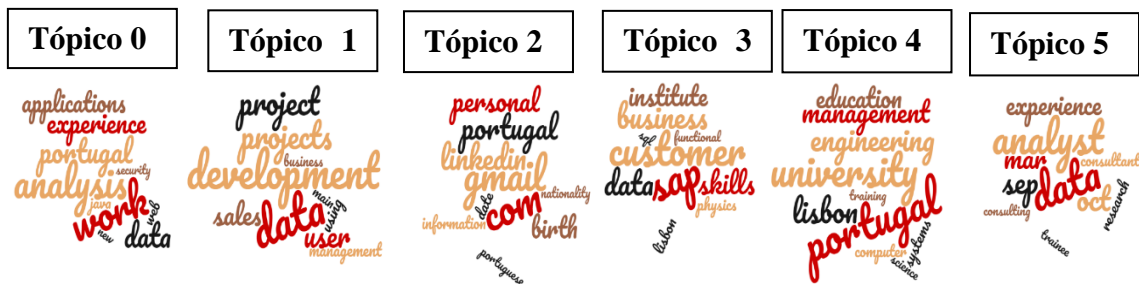 Tópico 0
applications
experience
portugal
security
analysis
java
work
web
new
data
Tópico 1
project
projects
business
development
main
using
sales
data
user
management
Tópico 2
personal
portugal
linkedin
gmail
nationality
date
com
information
birth
portuguese
Tópico 3
institute
business
sql
functional
customer
data
sap
skills
physics
lisbon
Tópico 4
education
management
engineering
university
training
lisbon
portugal
systems
computer
science
Tópico 5
experience
analyst
mar
consultant
sep
data
oct
research
consulting
trainee